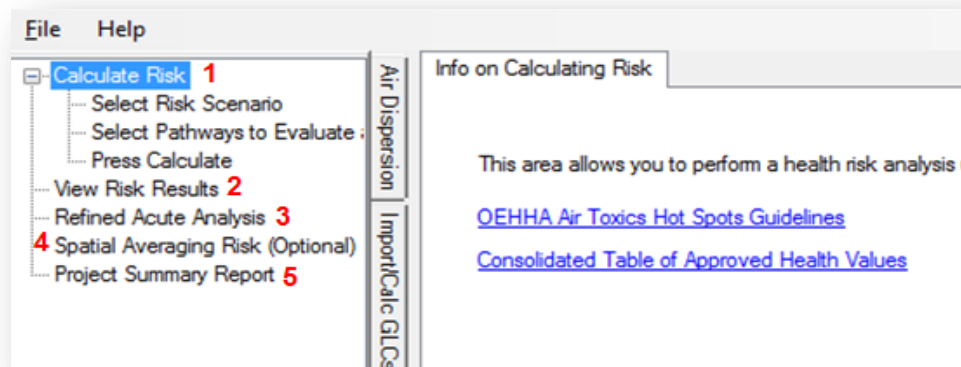 File Help
Calculate Risk 1
Select Risk Scenario
Select Pathways to Evaluate
Press Calculate
View Risk Results 2
Refined Acute Analysis 3
4 Spatial Averaging Risk (Optional)
Project Summary Report 5
Air Dispersion
Import/Calc GLCs
Info on Calculating Risk
This area allows you to perform a health risk analysis
OEHHA Air Toxics Hot Spots Guidelines
Consolidated Table of Approved Health Values